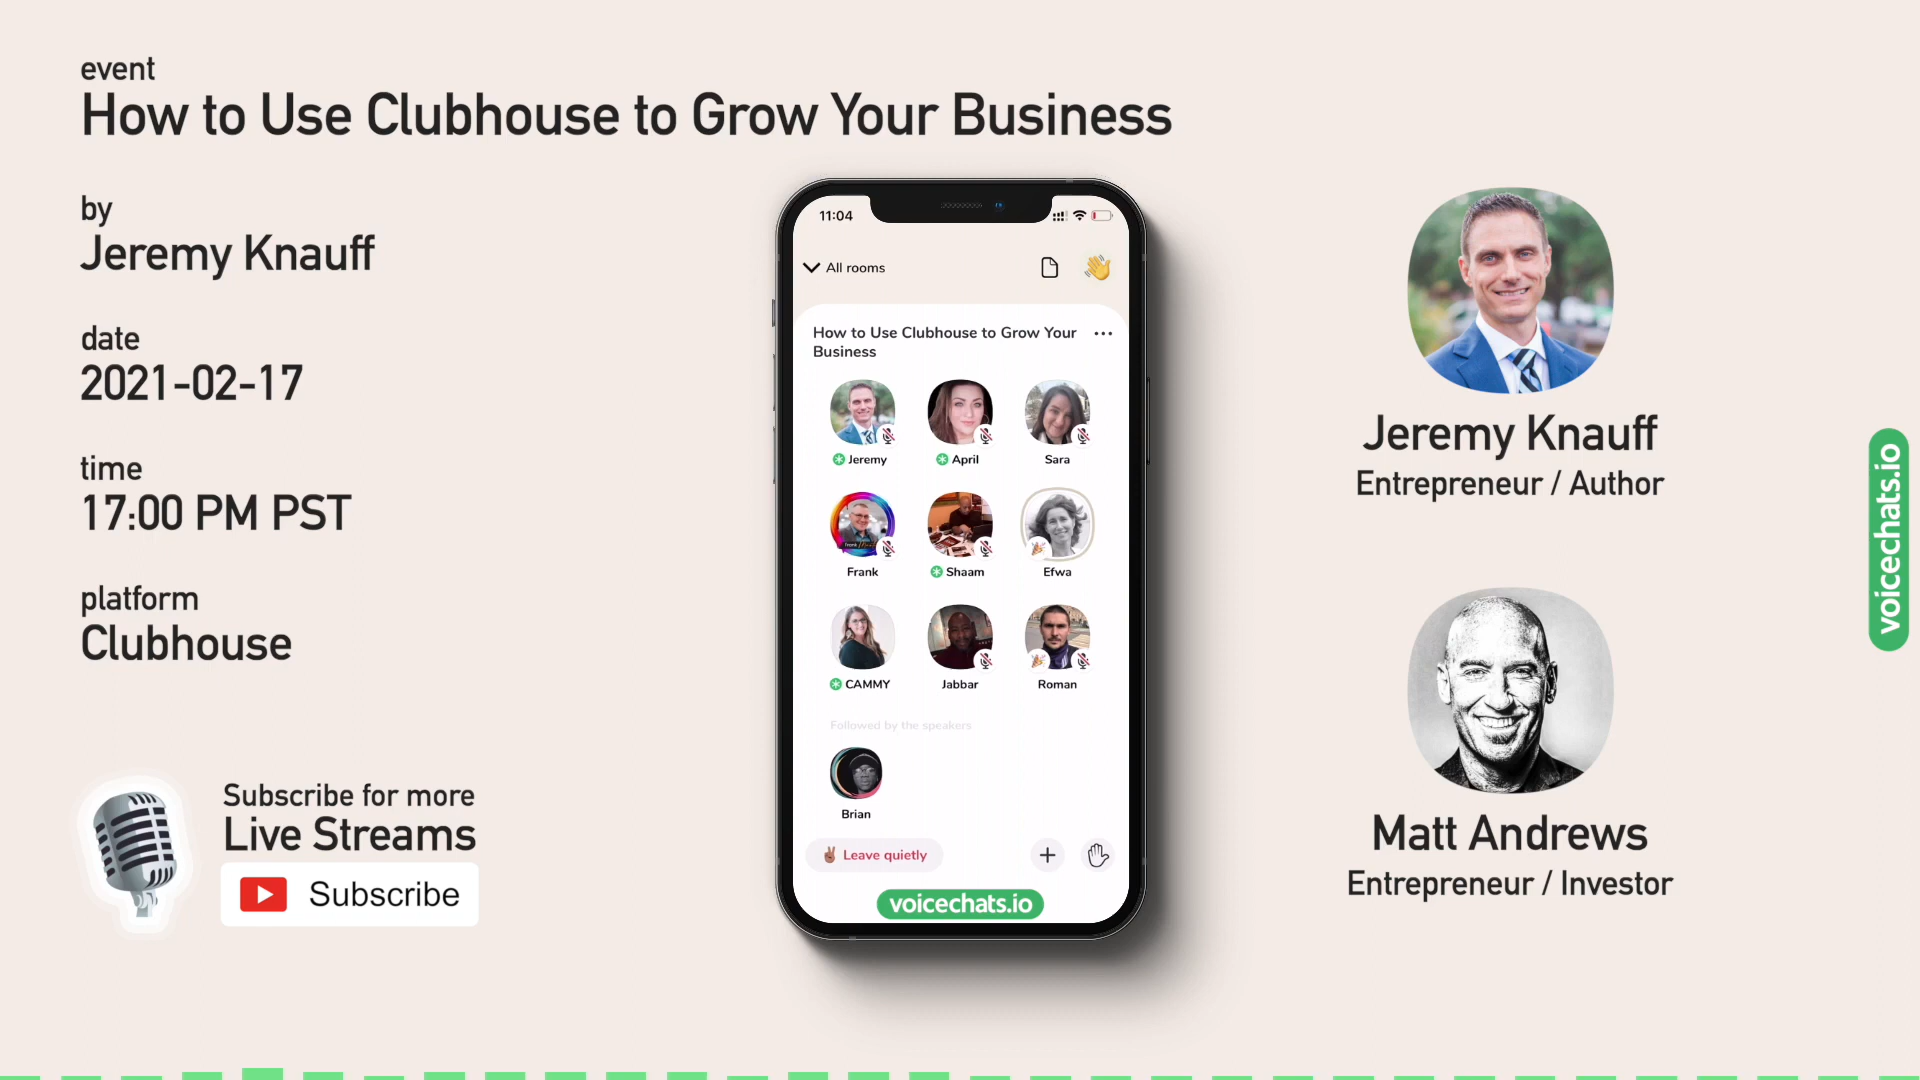 event
How to Use Clubhouse to Grow Your Business
by
Jeremy Knauff
date
2021-02-17
time
17:00 PM PST
platform
Clubhouse
Subscribe for more
Live Streams
Subscribe
11:04
All rooms
How to Use Clubhouse to Grow Your
Business
Jeremy
April
Sara
Frank
Shaam
Efwa
CAMMY
Jabbar
Roman
Followed by the speakers
Brian
Leave quietly
voicechats.io
Jeremy Knauff
Entrepreneur / Author
Matt Andrews
Entrepreneur / Investor
voicechats.io